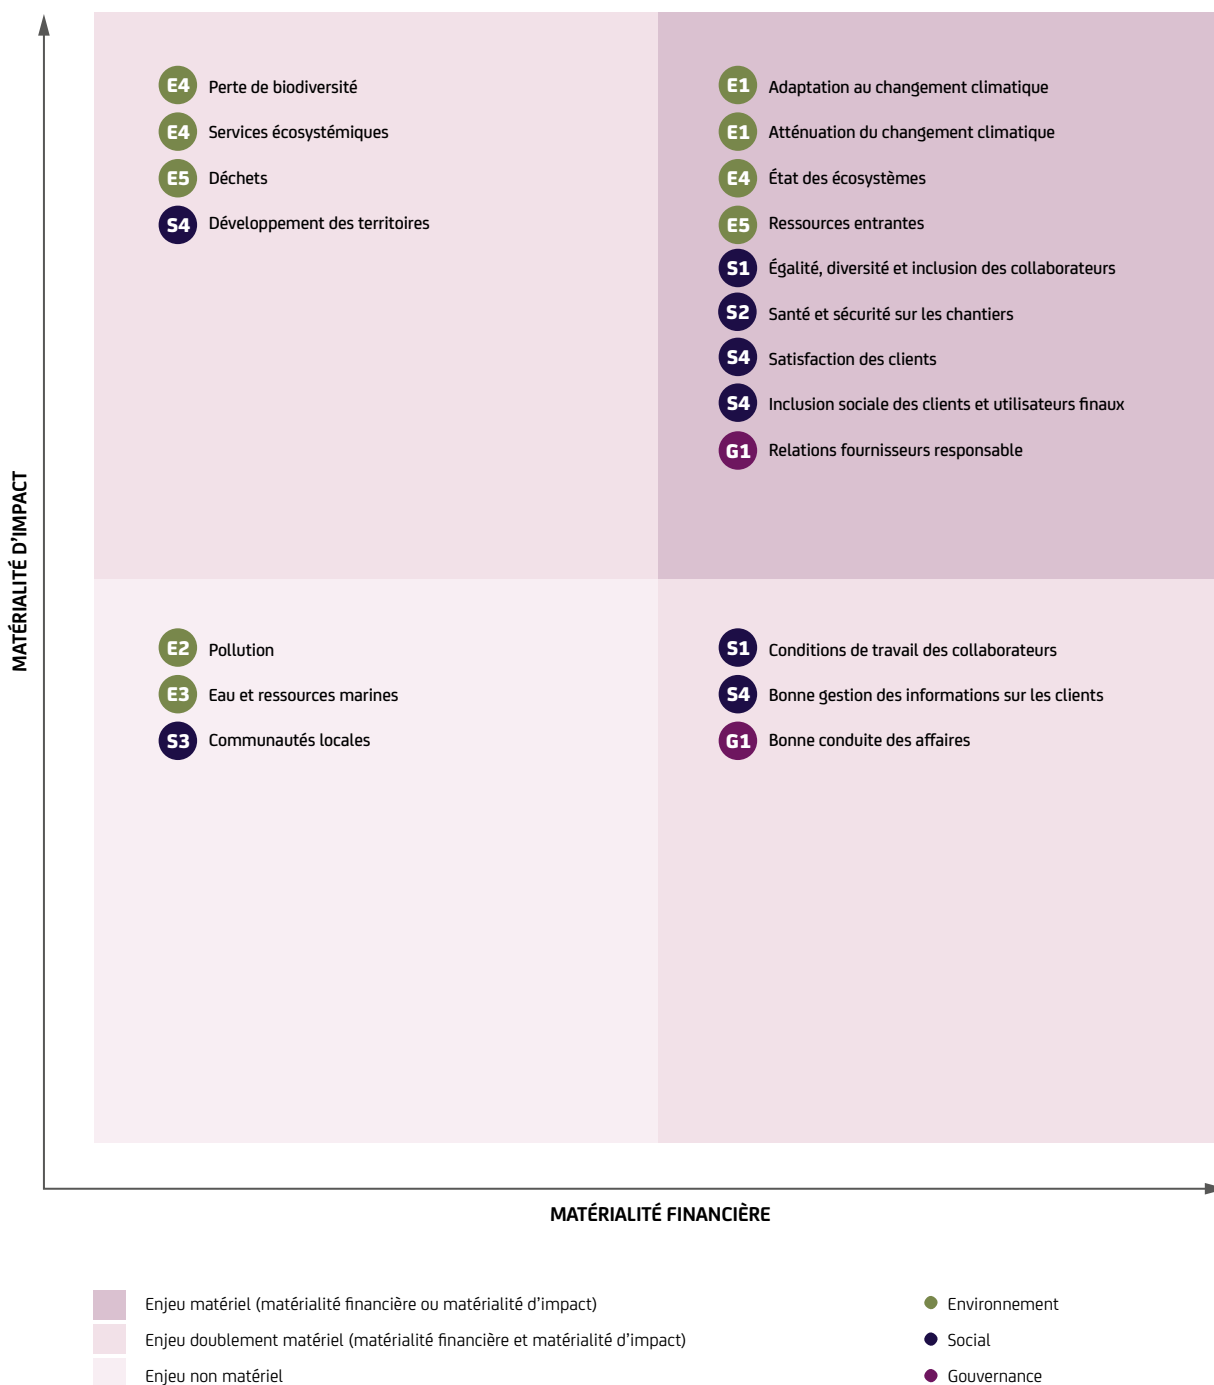 E4 Perte de biodiversité
E4 Services écosystémiques
E5 Déchets
S4 Développement des territoires
E1 Adaptation au changement climatique
E1 Atténuation du changement climatique
E4 État des écosystèmes
E5 Ressources entrantes
S1 Égalité, diversité et inclusion des collaborateurs
S2 Santé et sécurité sur les chantiers
S4 Satisfaction des clients
S4 Inclusion sociale des clients et utilisateurs finaux
G1 Relations fournisseurs responsable
MATÉRIALITÉ D'IMPACT
E2 Pollution
E3 Eau et ressources marines
S3 Communautés locales
S1 Conditions de travail des collaborateurs
S4 Bonne gestion des informations sur les clients
G1 Bonne conduite des affaires
MATÉRIALITÉ FINANCIÈRE
Enjeu matériel (matérialité financière ou matérialité d'impact)
Enjeu doublement matériel (matérialité financière et matérialité d'impact)
Enjeu non matériel
Environnement
Social
Gouvernance